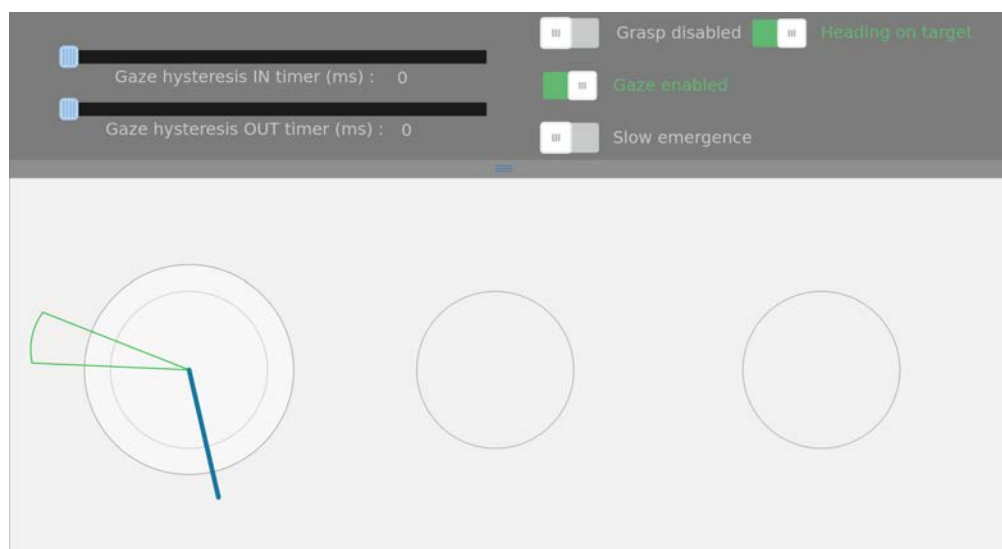 Grasp disabled
Heading on target
Gaze hysteresis IN timer (ms) : 0
Gaze enabled
Gaze hysteresis OUT timer (ms) : 0
Slow emergence